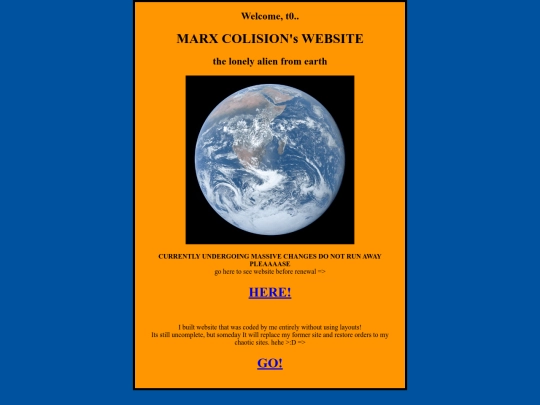 Welcome, t0..
MARX COLISION's WEBSITE
the lonely alien from earth
CURRENTLY UNDERGOING MASSIVE CHANGES DO NOT RUN AWAY
PLEAAAASE
go here to see website before renewal =>
HERE!
I built website that was coded by me entirely without using layouts!
Its still uncomplete, but someday It will replace my former site and restore orders to my
chaotic sites. hehe >:D =>
GO!